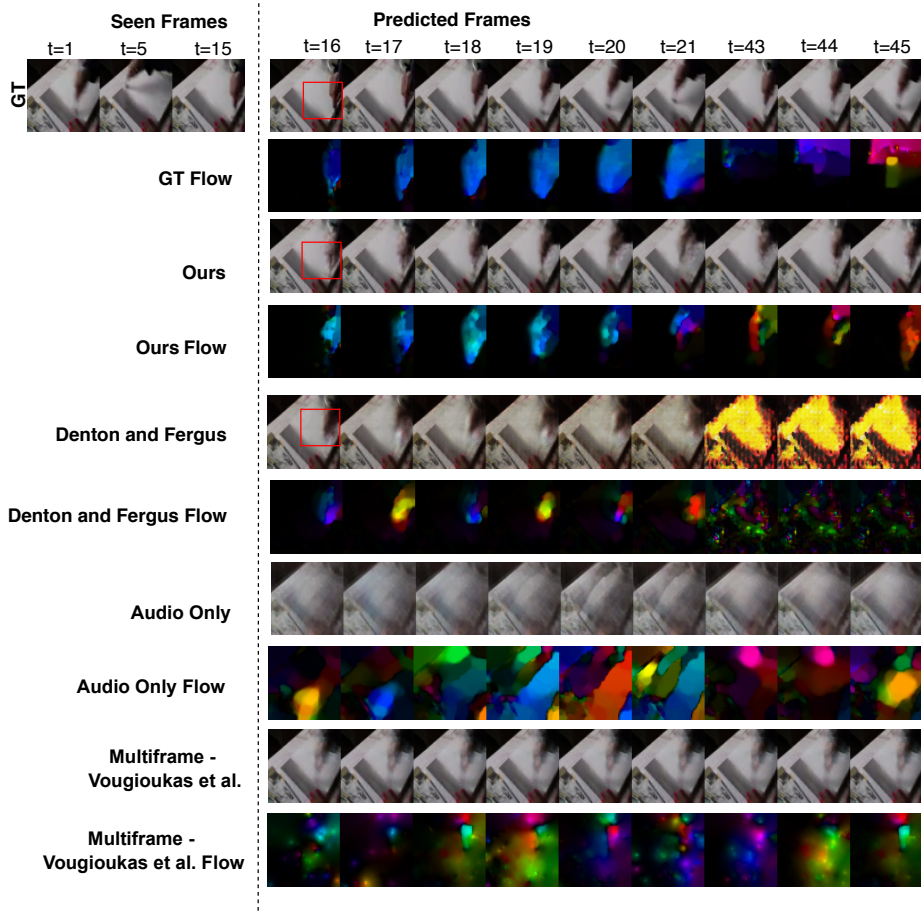 Seen Frames
Predicted Frames
t=1 t=5 t=15
t=16 t=17 t=18 t=19 t=20 t=21 t=43 t=44 t=45
GT
GT Flow
Ours
Ours Flow
Denton and Fergus
Denton and Fergus Flow
Audio Only
Audio Only Flow
Multiframe -
Vougioukas et al.
Multiframe -
Vougioukas et al. Flow